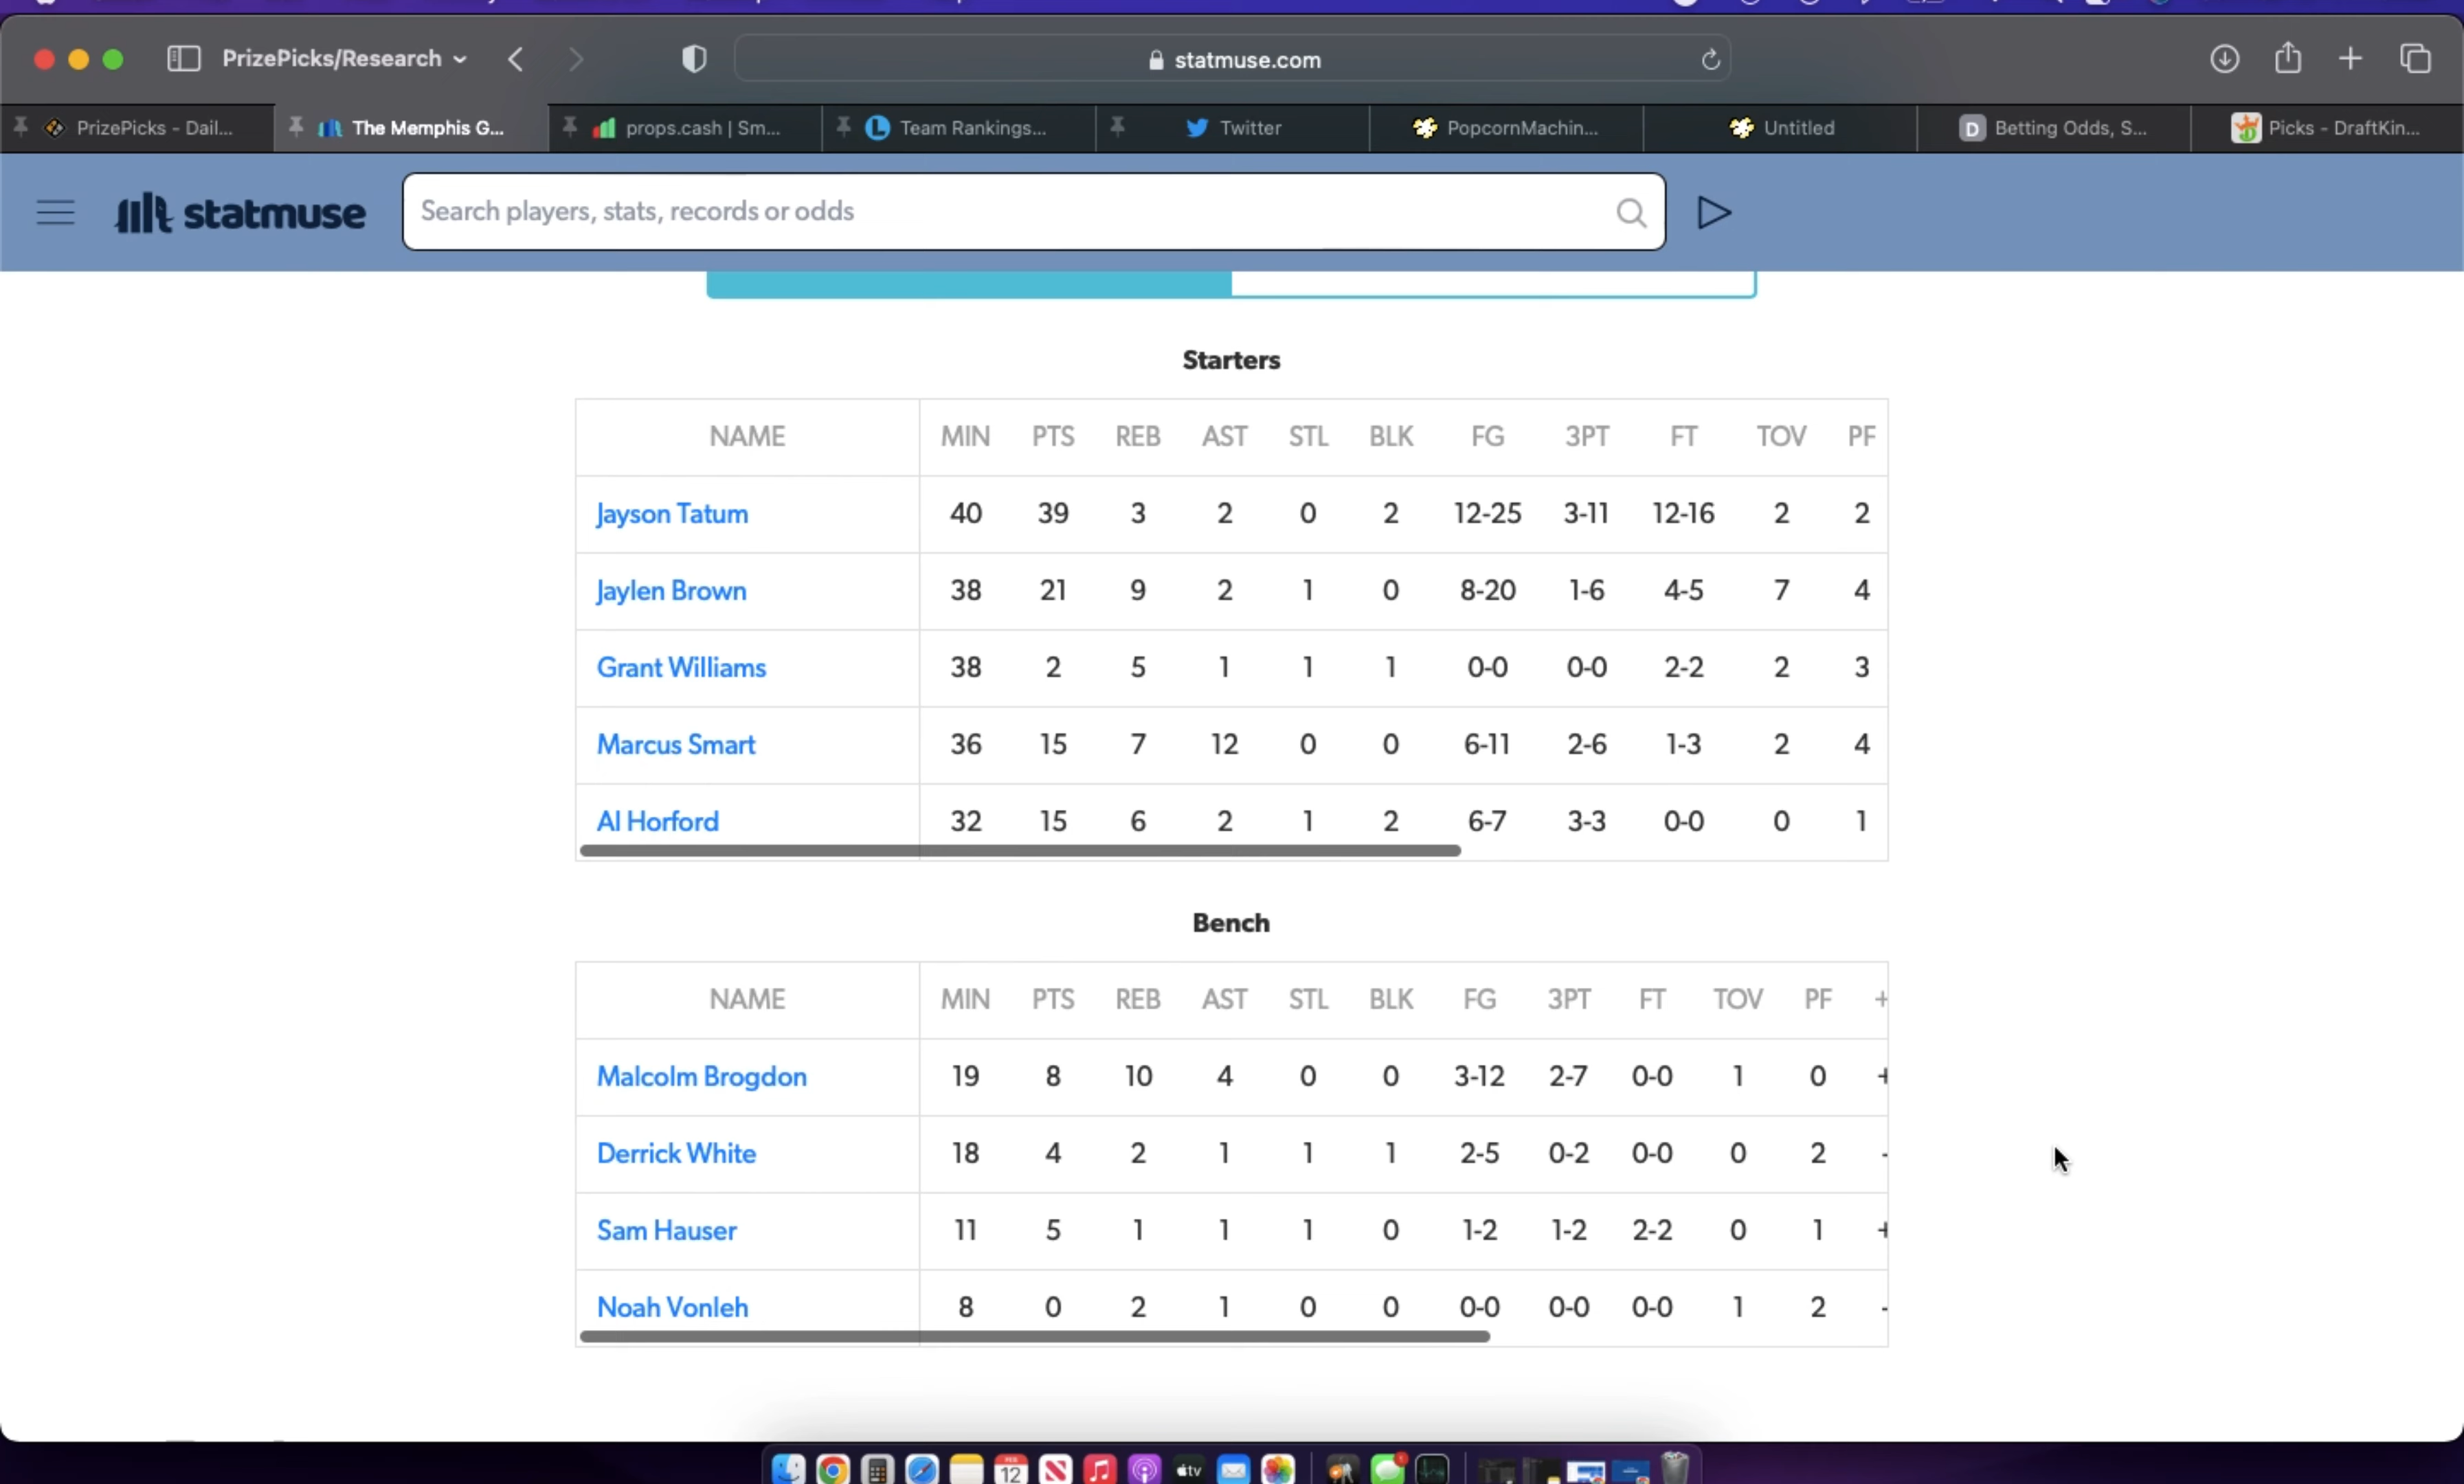 PrizePicks/Research
statmuse.com
PrizePicks - Dail...
The Memphis G...
props.cash | Sm...
Team Rankings...
Twitter
PopcornMachin...
Untitled
Betting Odds, S...
Picks - DraftKin...
statmuse
Search players, stats, records or odds
Starters
NAME MIN PTS REB AST STL BLK FG 3PT FT TOV PF
Jayson Tatum 40 39 3 2 0 2 12-25 3-11 12-16 2 2
Jaylen Brown 38 21 9 2 1 0 8-20 1-6 4-5 7 4
Grant Williams 38 2 5 1 1 1 0-0 0-0 2-2 2 3
Marcus Smart 36 15 7 12 0 0 6-11 2-6 1-3 2 4
Al Horford 32 15 6 2 1 2 6-7 3-3 0-0 0 1
Bench
NAME MIN PTS REB AST STL BLK FG 3PT FT TOV PF +
Malcolm Brogdon 19 8 10 4 0 0 3-12 2-7 0-0 1 0 +
Derrick White 18 4 2 1 1 1 2-5 0-2 0-0 0 2 -
Sam Hauser 11 5 1 1 1 0 1-2 1-2 2-2 0 1 +
Noah Vonleh 8 0 2 1 0 0 0-0 0-0 0-0 1 2 -
FEB
12
tv